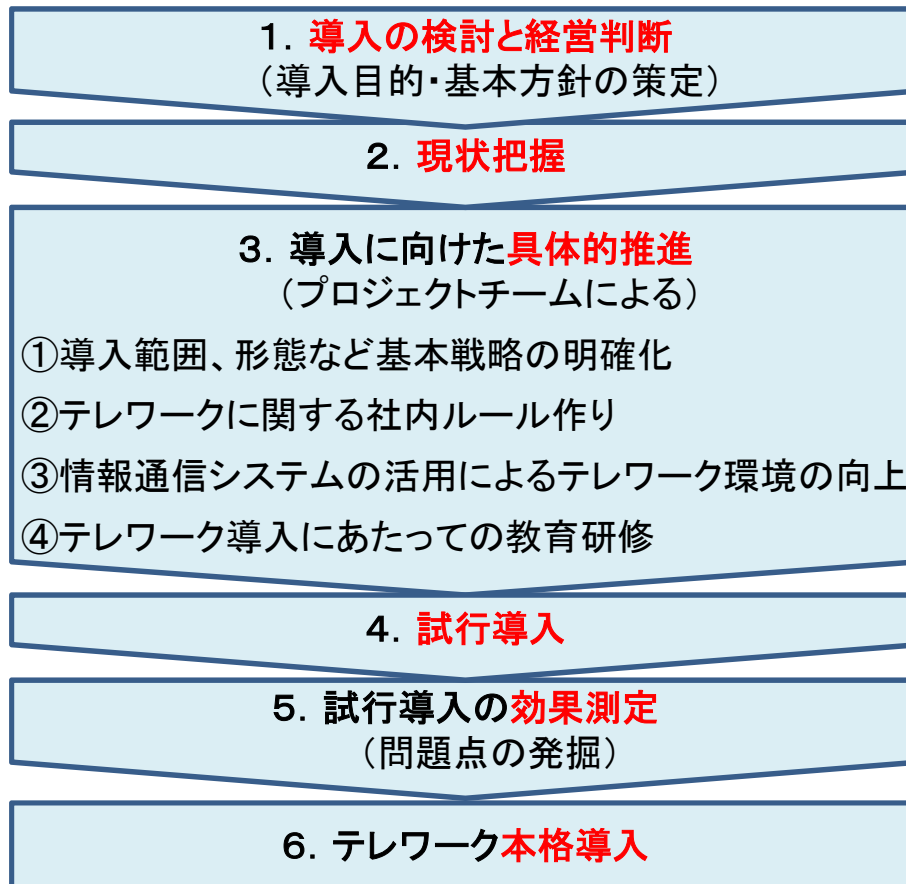 １．導入の検討と経営判断
（導入目的・基本方針の策定）
２．現状把握
３．導入に向けた具体的推進
（プロジェクトチームによる）
①導入範囲、形態など基本戦略の明確化
②テレワークに関する社内ルール作り
③情報通信システムの活用によるテレワーク環境の向上
④テレワーク導入にあたっての教育研修
４．試行導入
５．試行導入の効果測定
（問題点の発掘）
６．テレワーク本格導入